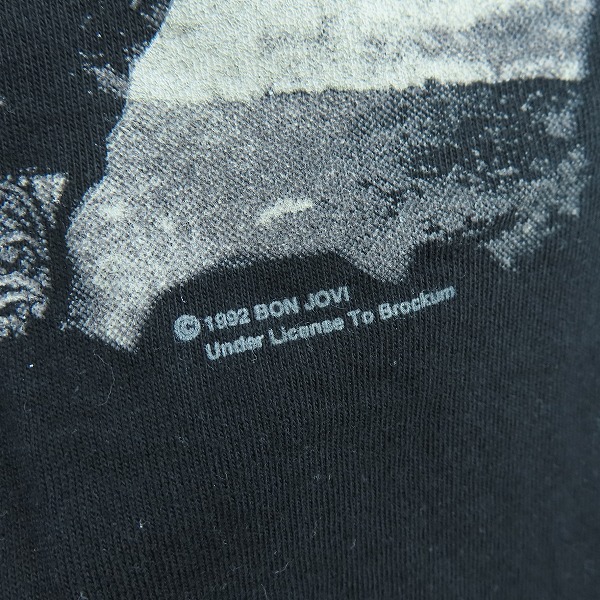 © 1992 BON JOVI
Under License To Brockum